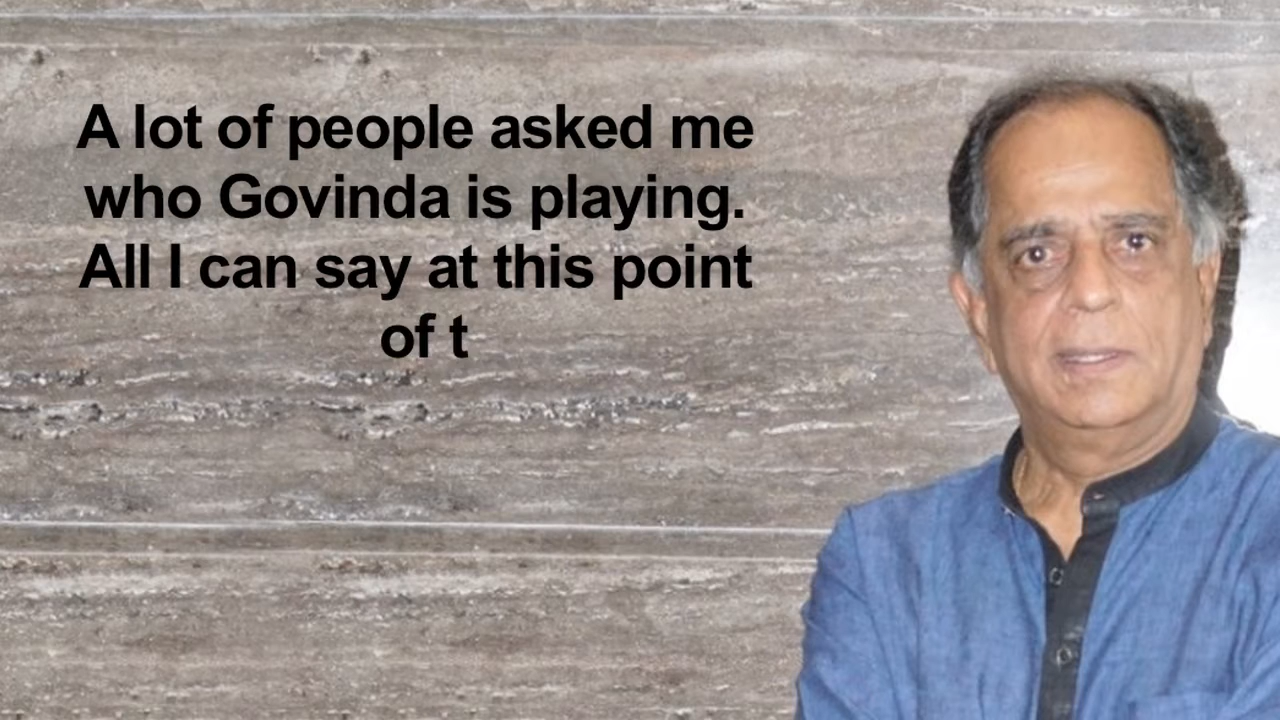 A lot of people asked me
who Govinda is playing.
All I can say at this point
of t